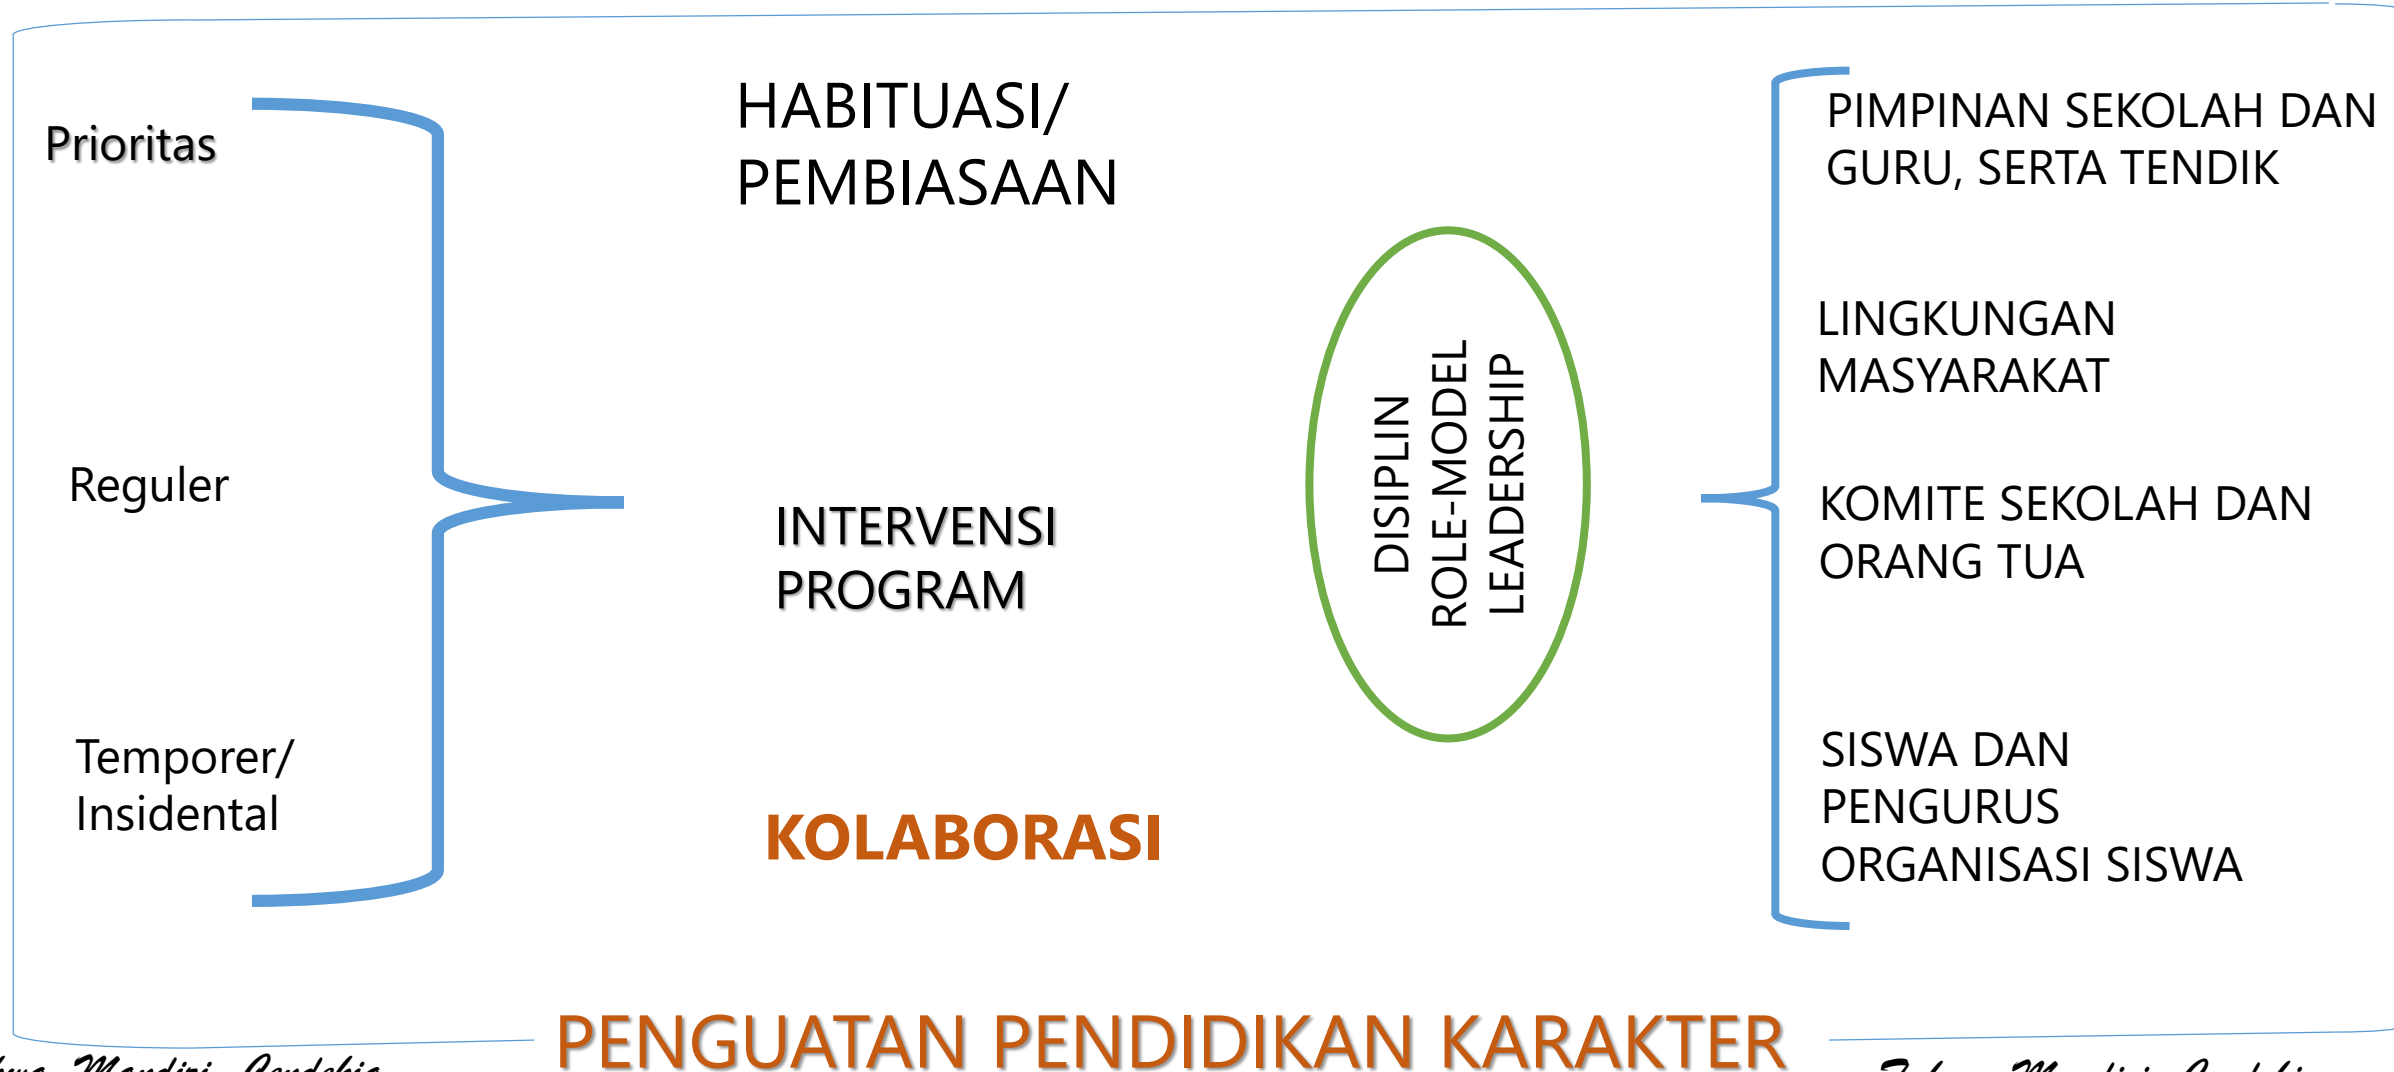 Prioritas
Reguler
Temporer/
Insidental
HABITUASI/
PEMBIASAAN
INTERVENSI
PROGRAM
KOLABORASI
DISIPLIN
ROLE-MODEL
LEADERSHIP
PIMPINAN SEKOLAH DAN
GURU, SERTA TENDIK
LINGKUNGAN
MASYARAKAT
KOMITE SEKOLAH DAN
ORANG TUA
SISWA DAN
PENGURUS
ORGANISASI SISWA
PENGUATAN PENDIDIKAN KARAKTER
Mandiri